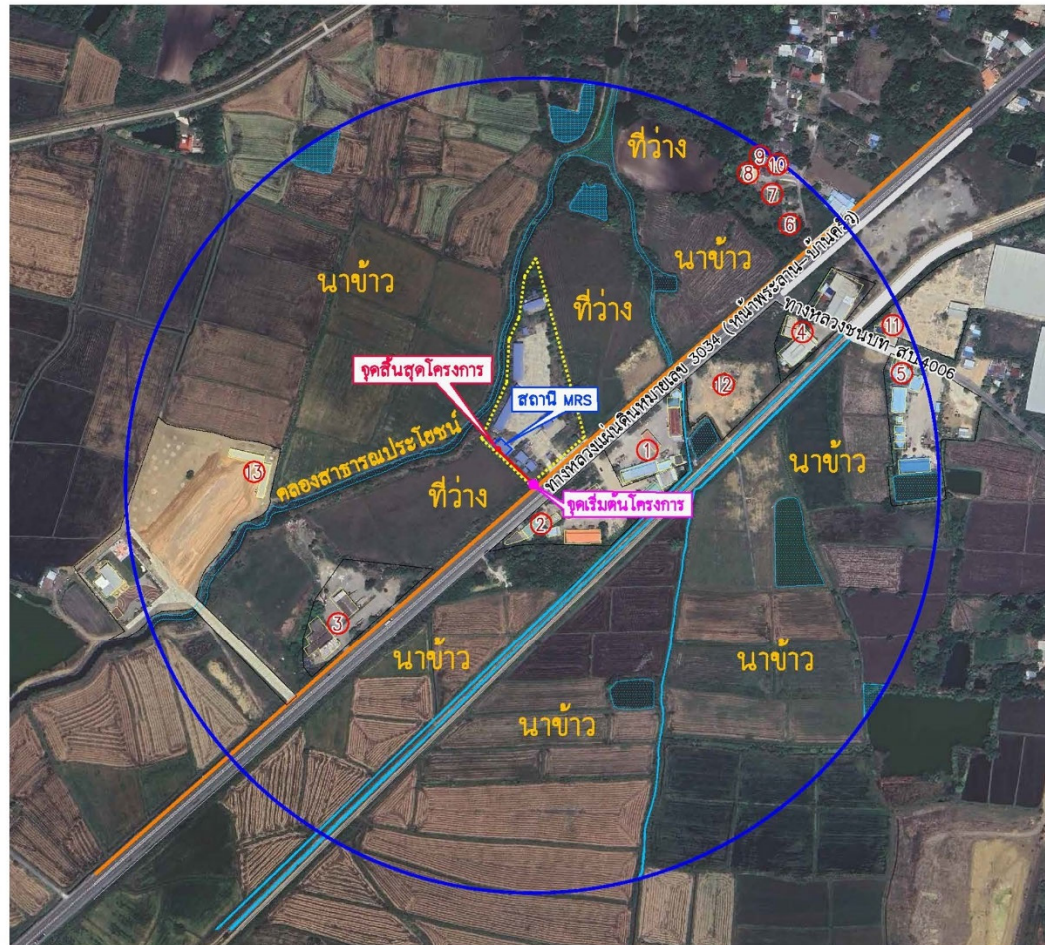 ที่ว่าง
9
10
8
7
6
นาข้าว
นาข้าว
ที่ว่าง
ทางหลวงแผ่นดินหมายเลข 3034 (หน้าพระลาน-บ้านครัว)
ทางหลวงชนบท สบ.4006
11
4
5
12
จุดสิ้นสุดโครงการ
สถานี MRS
คลองสาธารณประโยชน์
1
13
นาข้าว
ที่ว่าง
จุดเริ่มต้นโครงการ
2
3
นาข้าว
นาข้าว
นาข้าว